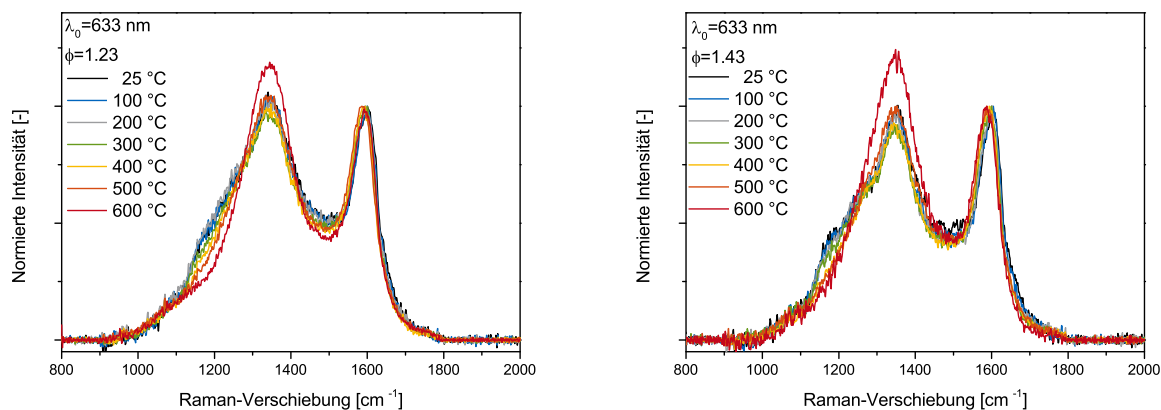 λ0=633 nm
ϕ=1.23
25 °C
100 °C
200 °C
300 °C
400 °C
500 °C
600 °C
Normierte Intensität [-]
800 1000 1200 1400 1600 1800 2000
Raman-Verschiebung [cm -1]
λ0=633 nm
ϕ=1.43
25 °C
100 °C
200 °C
300 °C
400 °C
500 °C
600 °C
Normierte Intensität [-]
800 1000 1200 1400 1600 1800 2000
Raman-Verschiebung [cm -1]